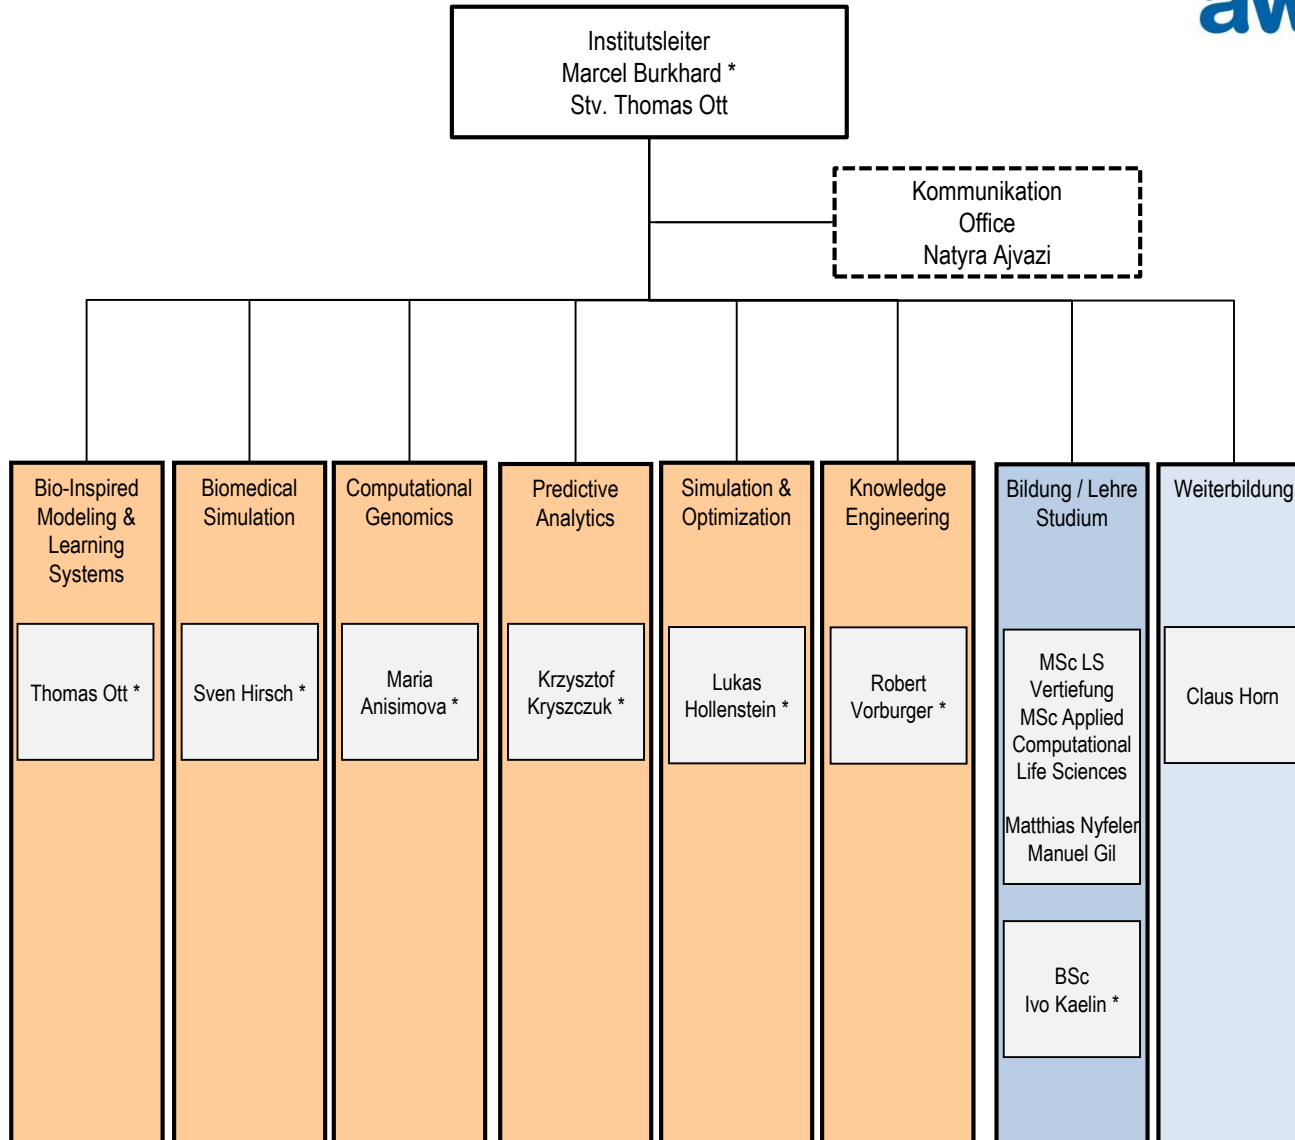 aw
Institutsleiter
Marcel Burkhard *
Stv. Thomas Ott
Kommunikation
Office
Natyra Ajvazi
Bio-Inspired
Modeling &
Learning
Systems
Thomas Ott *
Biomedical
Simulation
Sven Hirsch *
Computational
Genomics
Maria
Anisimova *
Predictive
Analytics
Krzysztof
Kryszczuk *
Simulation &
Optimization
Lukas
Hollenstein *
Knowledge
Engineering
Robert
Vorburger *
Bildung / Lehre
Studium
MSc LS
Vertiefung
MSc Applied
Computational
Life Sciences
Matthias Nyfeler
Manuel Gil
BSc
Ivo Kaelin *
Weiterbildung
Claus Horn